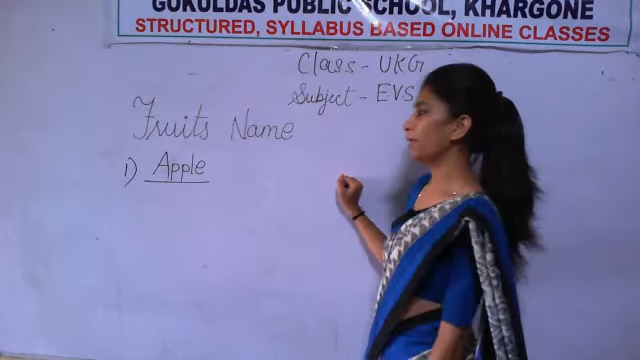 GOKULDAS PUBLIC SCHOOL, KHARGONE
STRUCTURED, SYLLABUS BASED ONLINE CLASSES
Class - UKG
Subject - EVS
Fruits Name
1) Apple